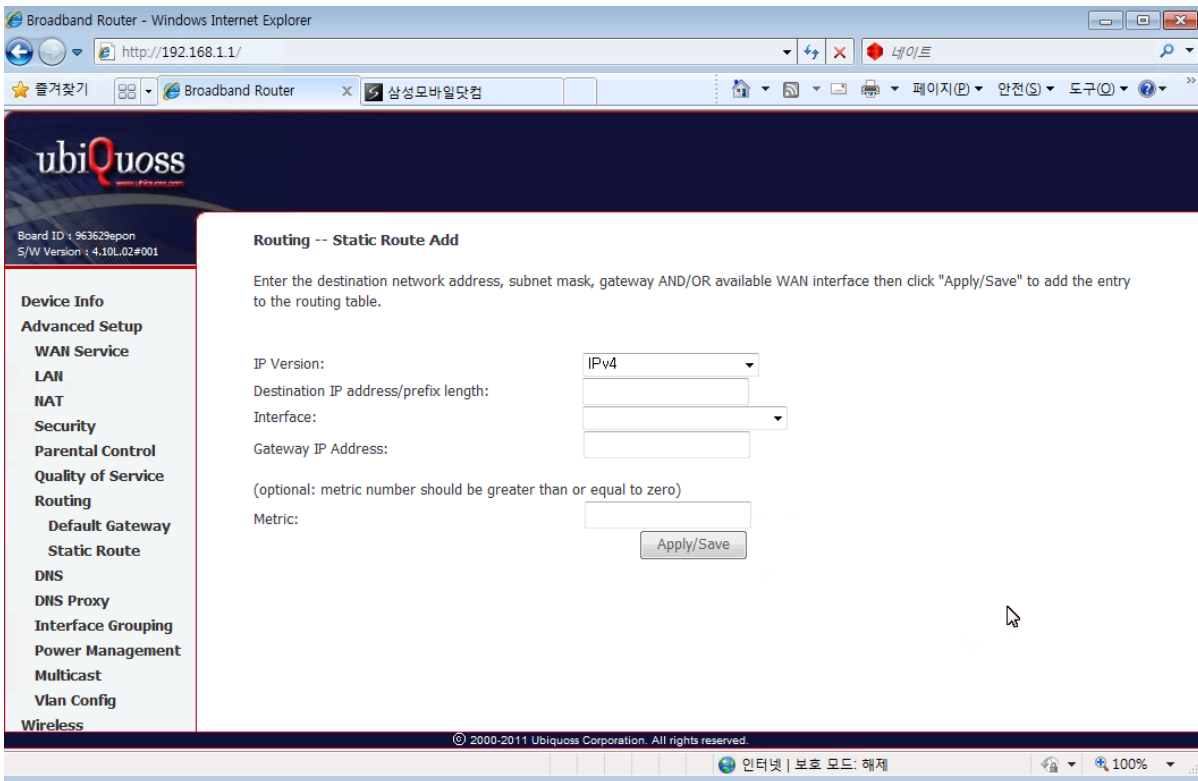 Broadband Router - Windows Internet Explorer
http://192.168.1.1/
네이트
즐겨찾기
Broadband Router
삼성모바일닷컴
페이지(P)
안전(S)
도구(O)
ubiQuoss
www.ubiquoss.com
Board ID : 963629epon
S/W Version : 4.10L.02#001
Device Info
Advanced Setup
WAN Service
LAN
NAT
Security
Parental Control
Quality of Service
Routing
Default Gateway
Static Route
DNS
DNS Proxy
Interface Grouping
Power Management
Multicast
Vlan Config
Wireless
Routing -- Static Route Add
Enter the destination network address, subnet mask, gateway AND/OR available WAN interface then click "Apply/Save" to add the entry
to the routing table.
IP Version:
IPv4
Destination IP address/prefix length:
Interface:
Gateway IP Address:
(optional: metric number should be greater than or equal to zero)
Metric:
Apply/Save
© 2000-2011 Ubiquoss Corporation. All rights reserved.
인터넷 | 보호 모드: 해제
100%